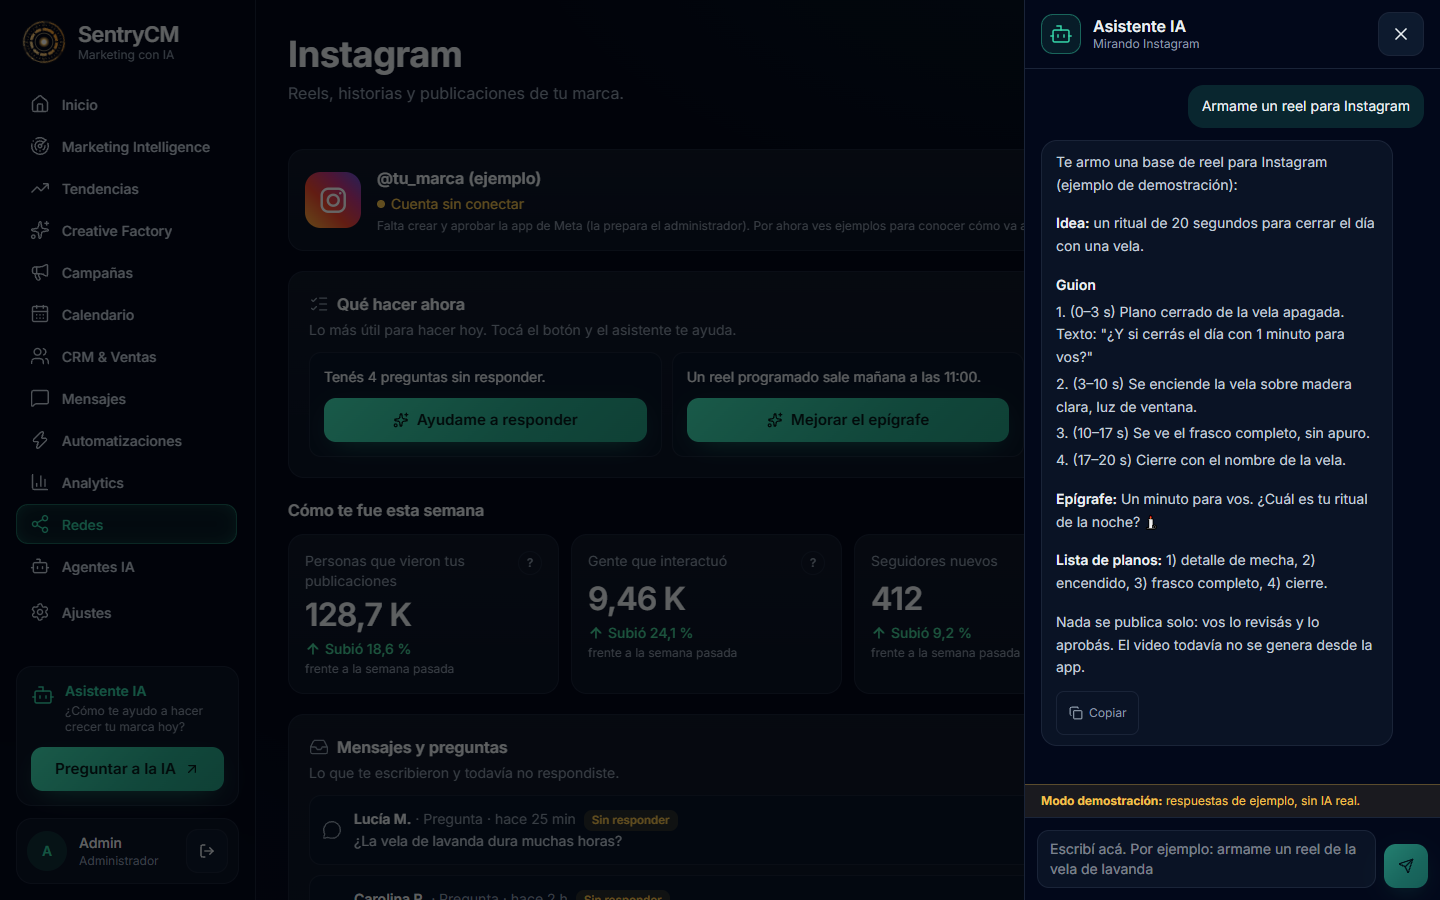 SentryCM
Marketing con IA
Inicio
Marketing Intelligence
Tendencias
Creative Factory
Campañas
Calendario
CRM & Ventas
Mensajes
Automatizaciones
Analytics
Redes
Agentes IA
Ajustes
Asistente IA
¿Cómo te ayudo a hacer
crecer tu marca hoy?
Preguntar a la IA
A
Admin
Administrador
Instagram
Reels, historias y publicaciones de tu marca.
@tu_marca (ejemplo)
Cuenta sin conectar
Falta crear y aprobar la app de Meta (la prepara el administrador). Por ahora ves ejemplos para conocer cómo va a
Qué hacer ahora
Lo más útil para hacer hoy. Tocá el botón y el asistente te ayuda.
Tenés 4 preguntas sin responder.
Ayudame a responder
Un reel programado sale mañana a las 11:00.
Mejorar el epígrafe
Cómo te fue esta semana
Personas que vieron tus
publicaciones
?
128,7 K
Subió 18,6 %
frente a la semana pasada
Gente que interactuó
?
9,46 K
Subió 24,1 %
frente a la semana pasada
Seguidores nuevos
412
Subió 9,2 %
frente a la semana pasada
Mensajes y preguntas
Lo que te escribieron y todavía no respondiste.
Lucía M. · Pregunta · hace 25 min Sin responder
¿La vela de lavanda dura muchas horas?
Carolina R. · Pregunta · hace 2 h Sin responder
Asistente IA
Mirando Instagram
Armame un reel para Instagram
Te armo una base de reel para Instagram
(ejemplo de demostración):
Idea: un ritual de 20 segundos para cerrar el día
con una vela.
Guion
1. (0–3 s) Plano cerrado de la vela apagada.
Texto: "¿Y si cerrás el día con 1 minuto para
vos?"
2. (3–10 s) Se enciende la vela sobre madera
clara, luz de ventana.
3. (10–17 s) Se ve el frasco completo, sin apuro.
4. (17–20 s) Cierre con el nombre de la vela.
Epígrafe: Un minuto para vos. ¿Cuál es tu ritual
de la noche? 🕯
Lista de planos: 1) detalle de mecha, 2)
encendido, 3) frasco completo, 4) cierre.
Nada se publica solo: vos lo revisás y lo
aprobás. El video todavía no se genera desde la
app.
Copiar
Modo demostración: respuestas de ejemplo, sin IA real.
Escribí acá. Por ejemplo: armame un reel de la
vela de lavanda